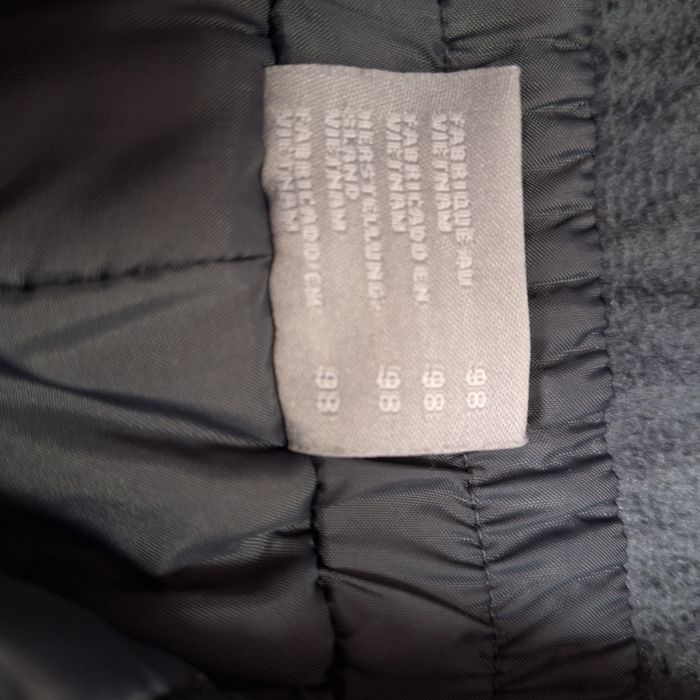 FABRIQUE AU 98
VIETNAM
FABRICADO EN 98
VIETNAM
HERSTELLUNG 98
SLAND
VIETNAM
FABRICADO EM 98
VIETNAM